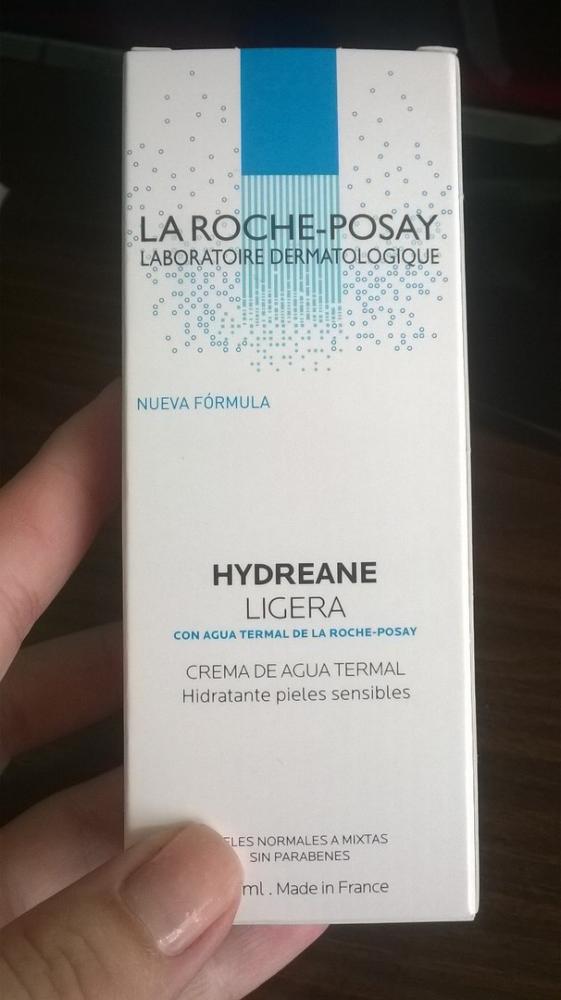 LA ROCHE-POSAY
LABORATOIRE DERMATOLOGIQUE
NUEVA FÓRMULA
HYDREANE
LIGERA
CON AGUA TERMAL DE LA ROCHE-POSAY
CREMA DE AGUA TERMAL
Hidratante pieles sensibles
NORMALES A MIXTAS
SIN PARABENES
ml . Made in France